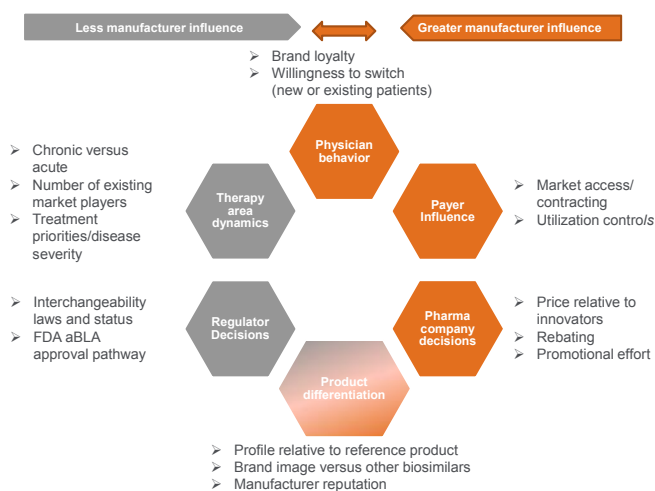 Less manufacturer influence
Greater manufacturer influence
➢ Brand loyalty
➢ Willingness to switch
(new or existing patients)
Physician
behavior
➢ Chronic versus
acute
➢ Number of existing
market players
➢ Treatment
priorities/disease
severity
Therapy
area
dynamics
Payer
Influence
➢ Market access/
contracting
➢ Utilization controls
➢ Interchangeability
laws and status
➢ FDA aBLA
approval pathway
Regulator
Decisions
Pharma
company
decisions
➢ Price relative to
innovators
➢ Rebating
➢ Promotional effort
Product
differentiation
➢ Profile relative to reference product
➢ Brand image versus other biosimilars
➢ Manufacturer reputation